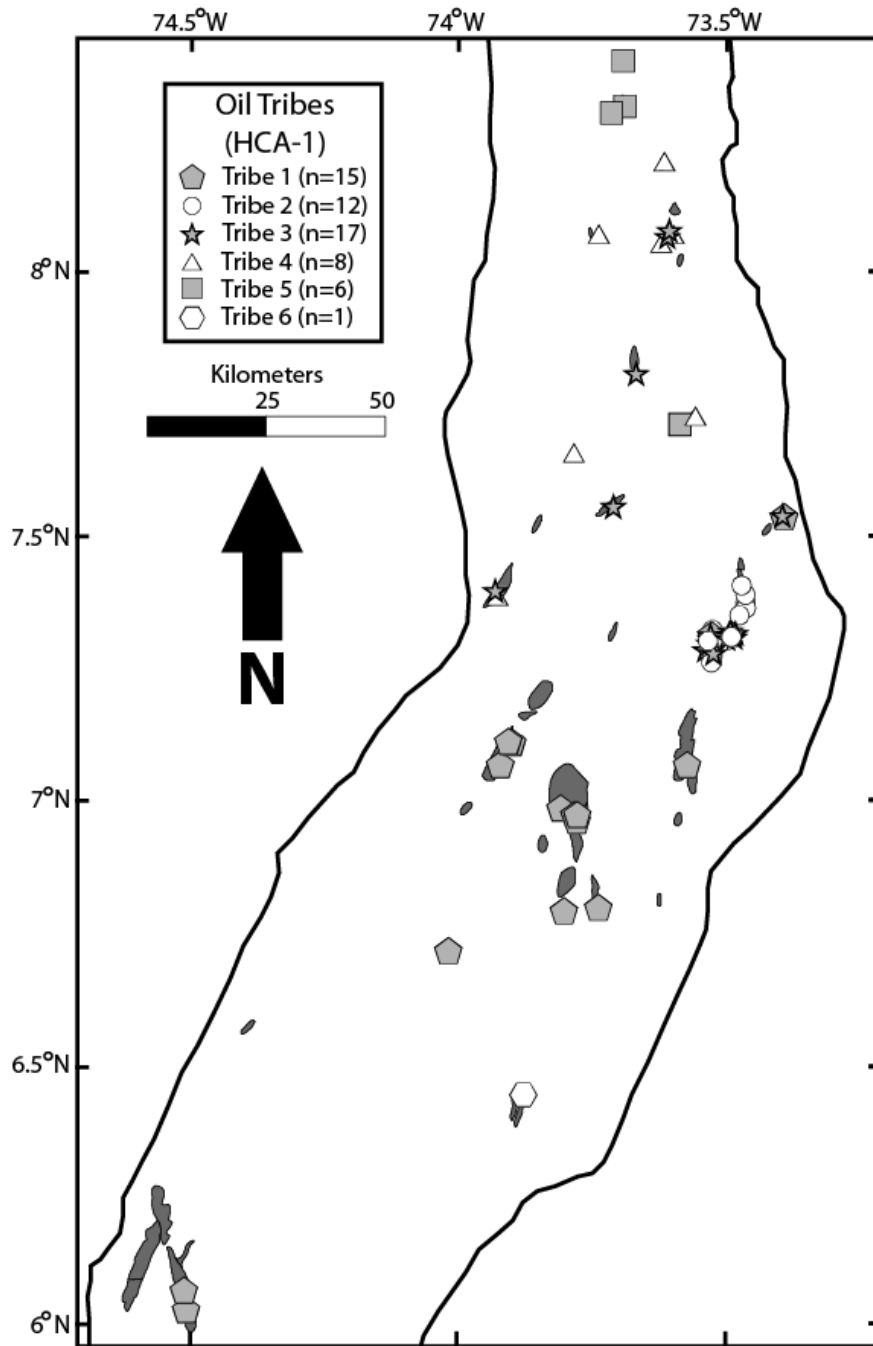 74.5°W 74°W 73.5°W
Oil Tribes
(HCA-1)
Tribe 1 (n=15)
Tribe 2 (n=12)
Tribe 3 (n=17)
Tribe 4 (n=8)
Tribe 5 (n=6)
Tribe 6 (n=1)
8°N
Kilometers
25 50
7.5°N
N
7°N
6.5°N
6°N